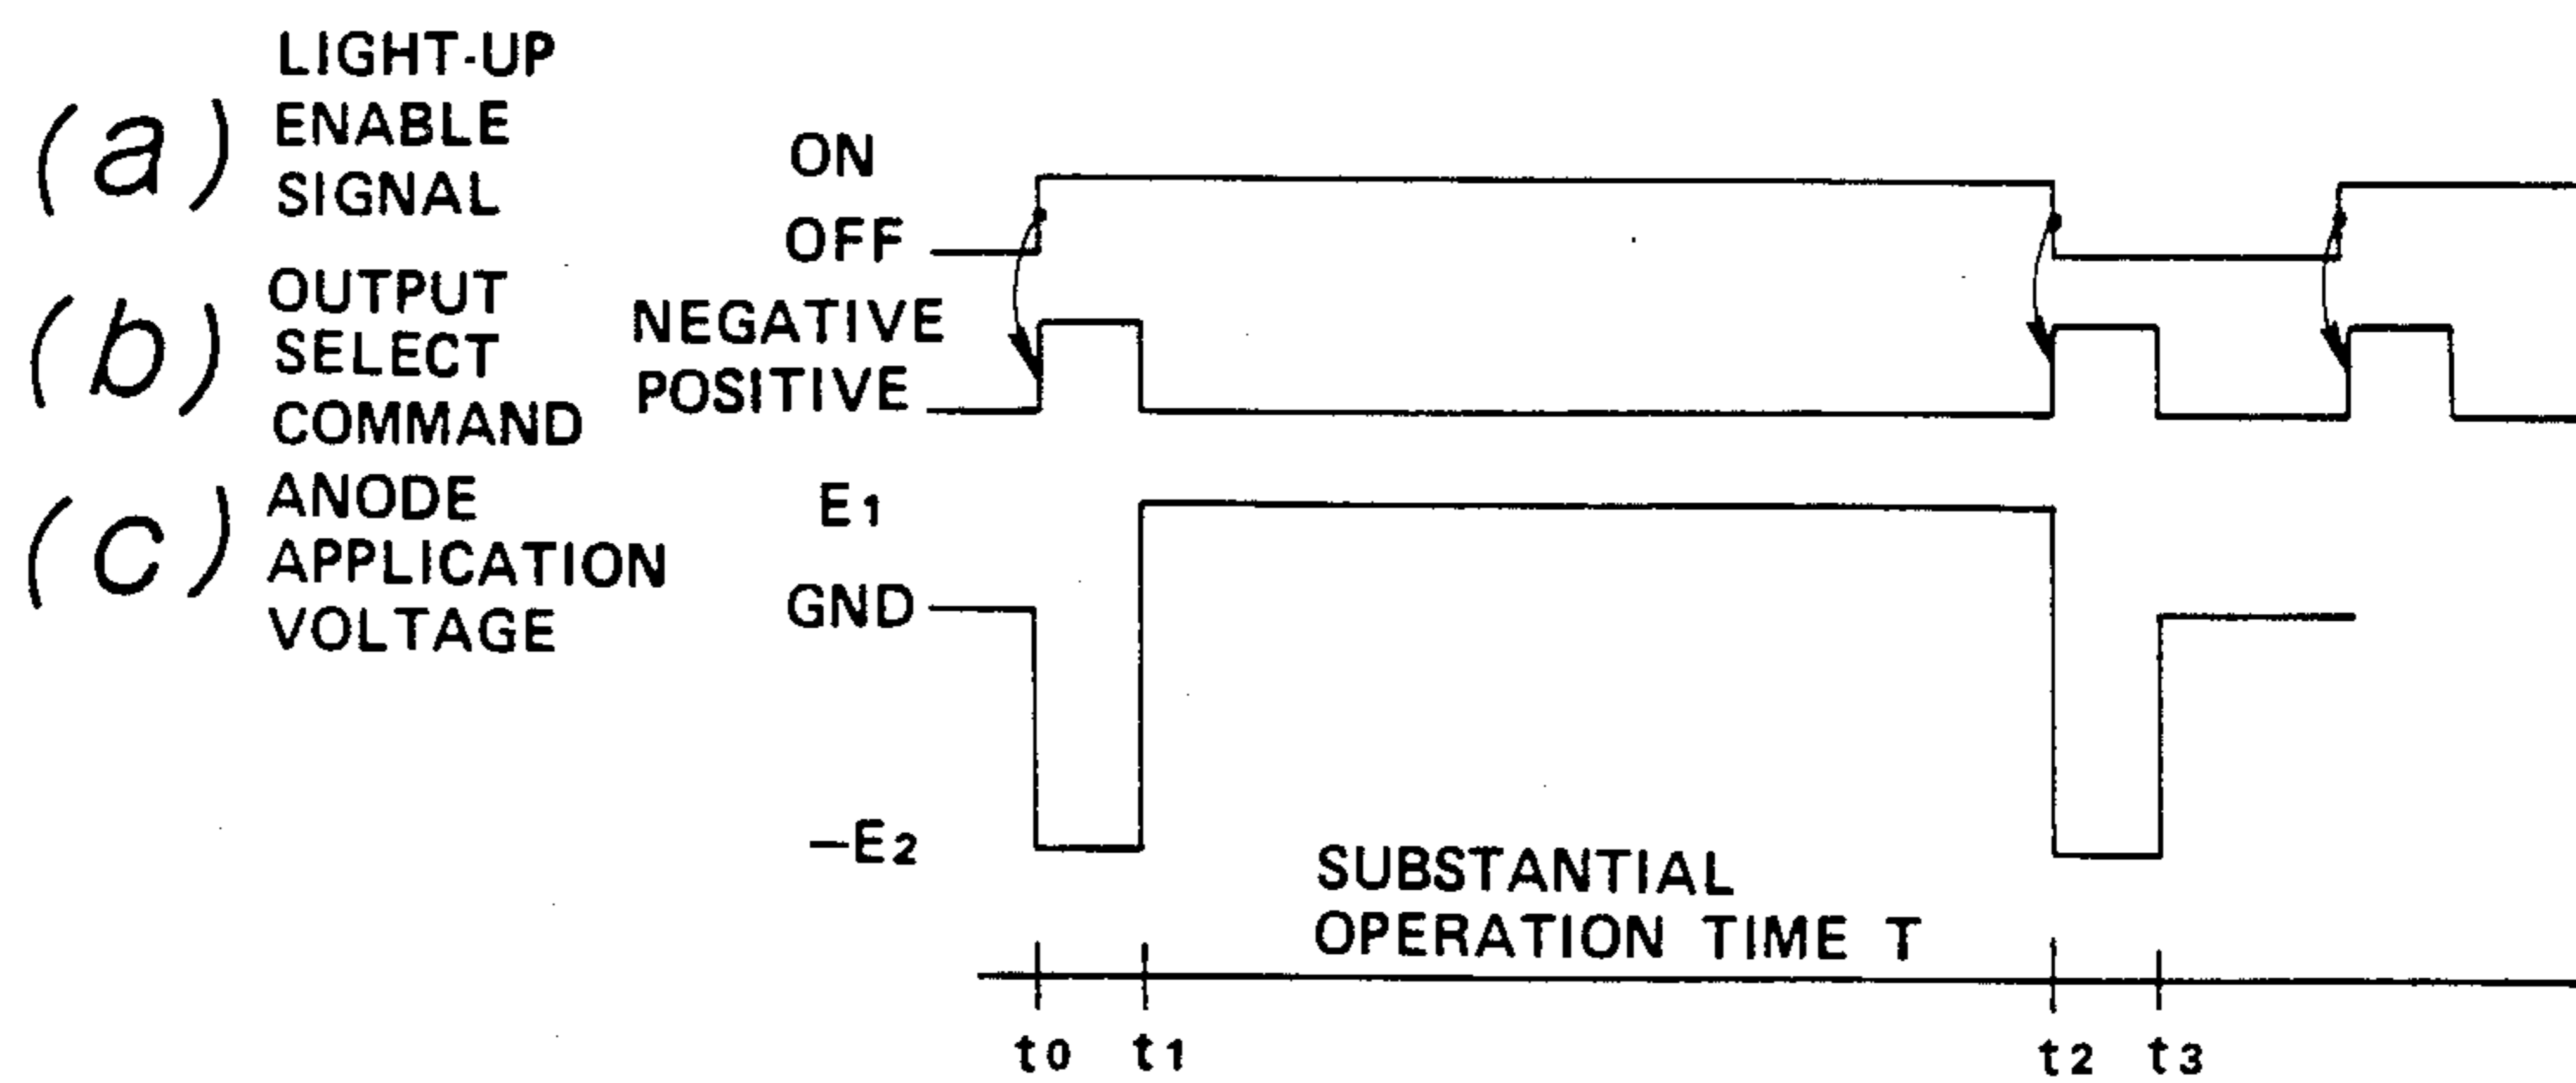 (a) LIGHT-UP
ENABLE
SIGNAL
ON
OFF
(b) OUTPUT
SELECT
COMMAND
NEGATIVE
POSITIVE
(c) ANODE
APPLICATION
VOLTAGE
E1
GND
-E2
SUBSTANTIAL
OPERATION TIME T
t0 t1 t2 t3